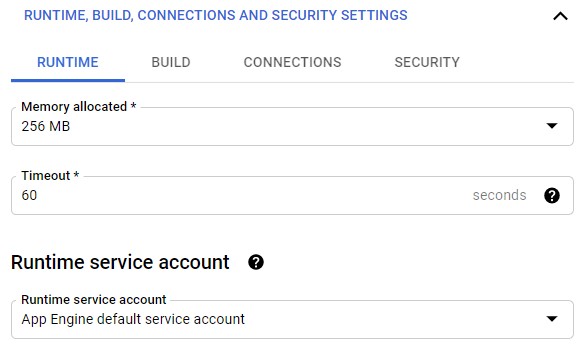 RUNTIME, BUILD, CONNECTIONS AND SECURITY SETTINGS
RUNTIME BUILD CONNECTIONS SECURITY
Memory allocated *
256 MB
Timeout *
60 seconds
Runtime service account
Runtime service account
App Engine default service account